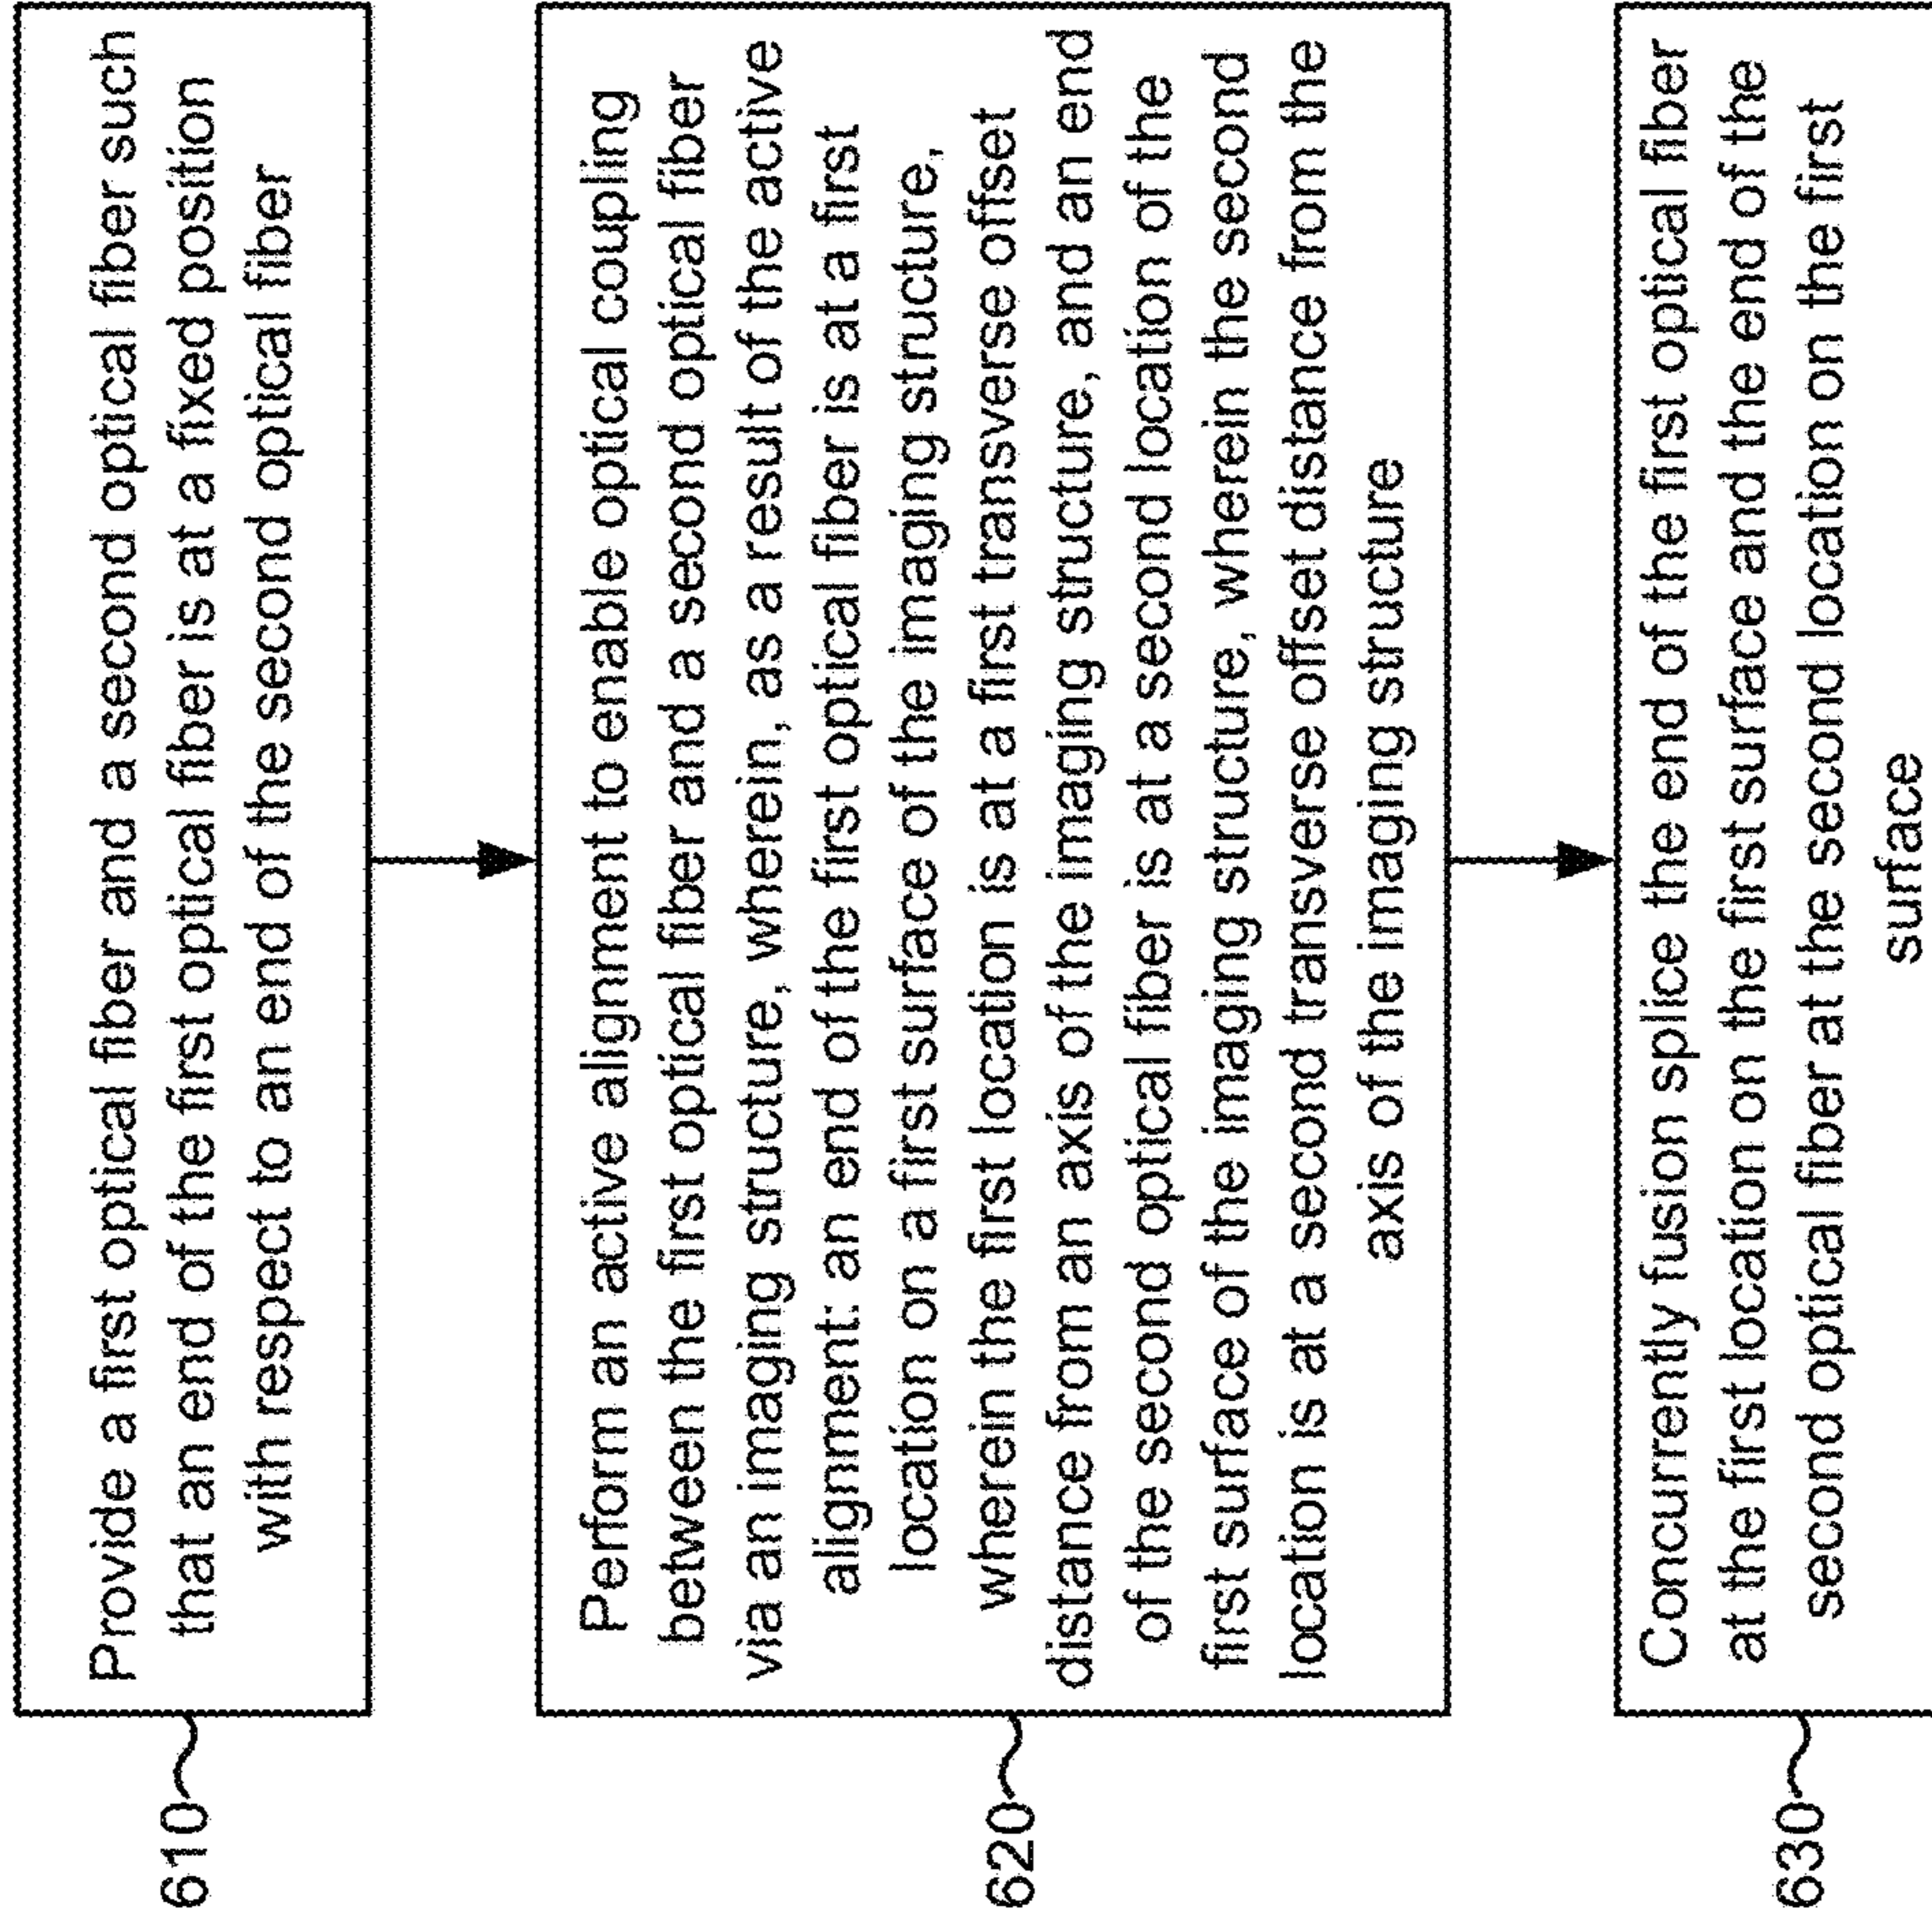 610
Provide a first optical fiber and a second optical fiber such
that an end of the first optical fiber is at a fixed position
with respect to an end of the second optical fiber
620
Perform an active alignment to enable optical coupling
between the first optical fiber and a second optical fiber
via an imaging structure, wherein, as a result of the active
alignment: an end of the first optical fiber is at a first
location on a first surface of the imaging structure,
wherein the first location is at a first transverse offset
distance from an axis of the imaging structure, and an end
of the second optical fiber is at a second location of the
first surface of the imaging structure, wherein the second
location is at a second transverse offset distance from the
axis of the imaging structure
630
Concurrently fusion splice the end of the first optical fiber
at the first location on the first surface and the end of the
second optical fiber at the second location on the first
surface